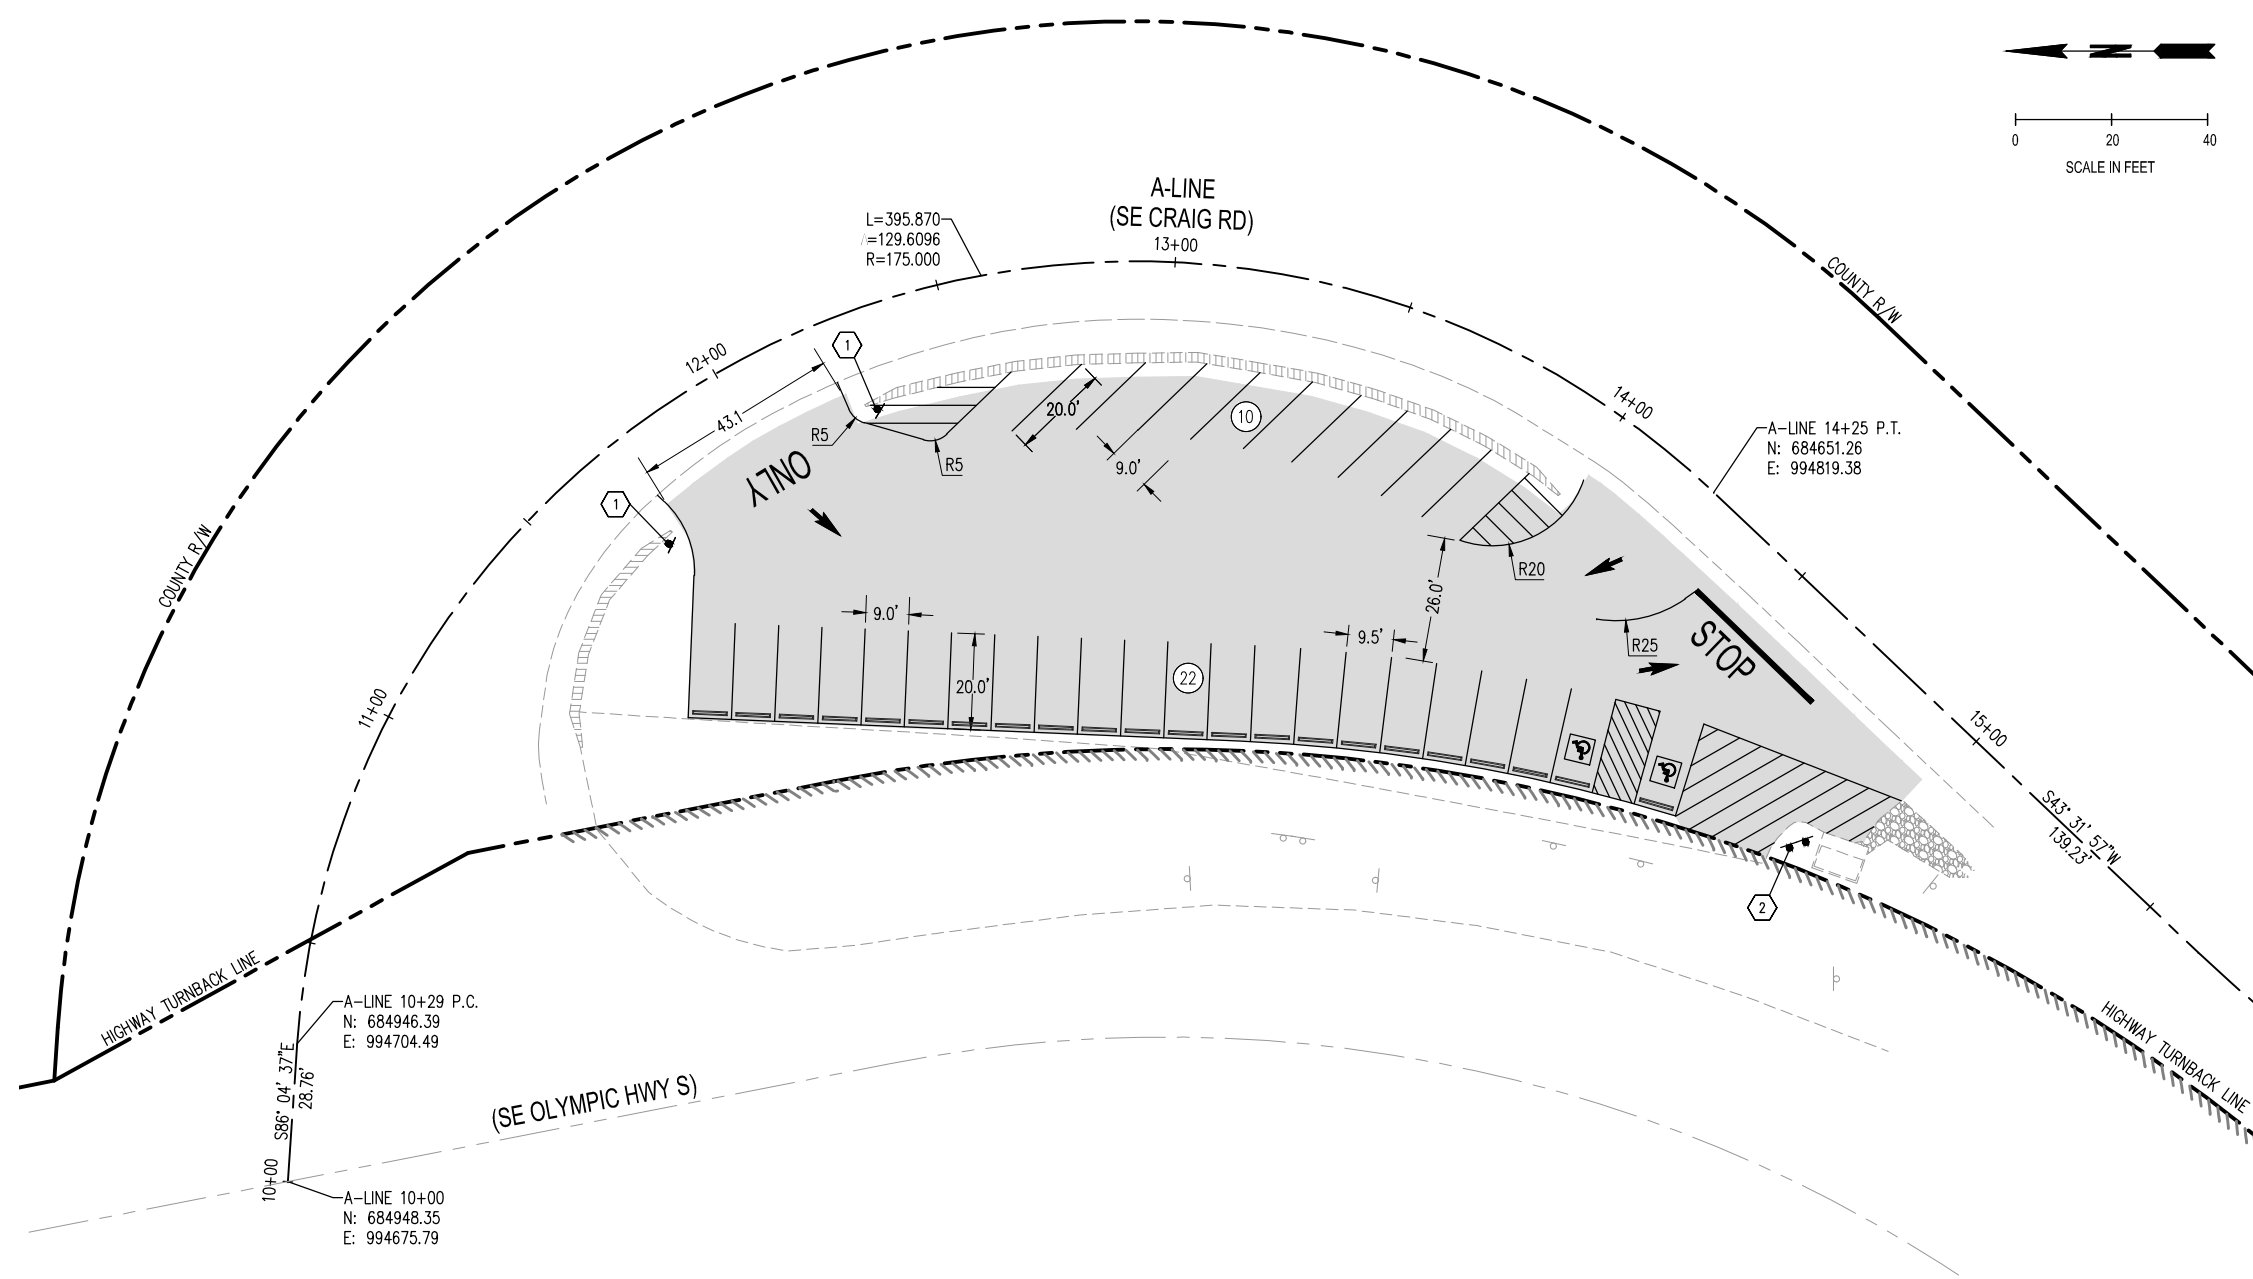 N
0 20 40
SCALE IN FEET
A-LINE
(SE CRAIG RD)
13+00
L=395.870
Δ=129.6096
R=175.000
COUNTY R/W
12+00
1
43.1
R5
R5
20.0'
10
9.0'
14+00
A-LINE 14+25 P.T.
N: 684651.26
E: 994819.38
ONLY
1
COUNTY R/W
R20
26.0'
9.0'
9.5'
R25
STOP
20.0'
22
11+00
15+00
S43° 31' 57"W
139.23'
2
HIGHWAY TURNBACK LINE
A-LINE 10+29 P.C.
N: 684946.39
E: 994704.49
HIGHWAY TURNBACK LINE
S86° 04' 37"E
28.76'
(SE OLYMPIC HWY S)
10+00
A-LINE 10+00
N: 684948.35
E: 994675.79